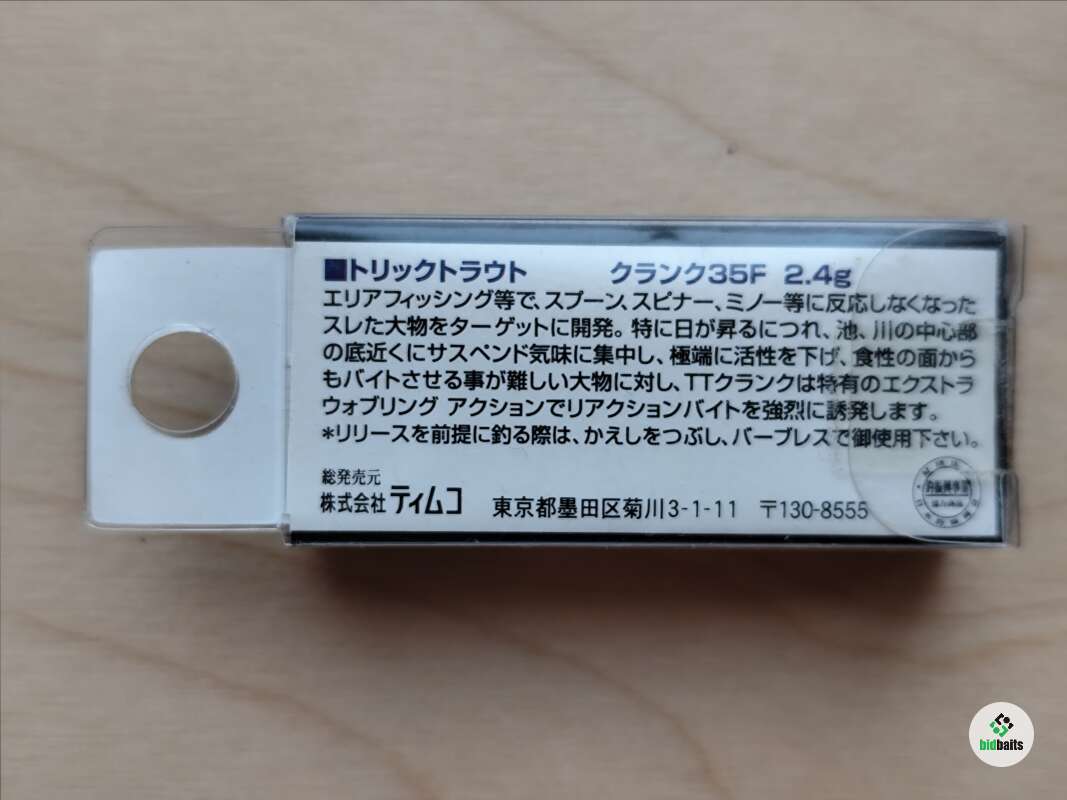 ■トリックトラウト クランク35F 2.4g
エリアフィッシング等で、スプーン、スピナー、ミノー等に反応しなくなった
スレた大物をターゲットに開発。特に日が昇るにつれ、池、川の中心部
の底近くにサスペンド気味に集中し、極端に活性を下げ、食性の面から
もバイトさせる事が難しい大物に対し、TTクランクは特有のエクストラ
ウォブリング アクションでリアクションバイトを強烈に誘発します。
*リリースを前提に釣る際は、かえしをつぶし、バーブレスで御使用下さい。
総発売元
株式会社 ティムコ 東京都墨田区菊川3-1-11 〒130-8555
bidbaits